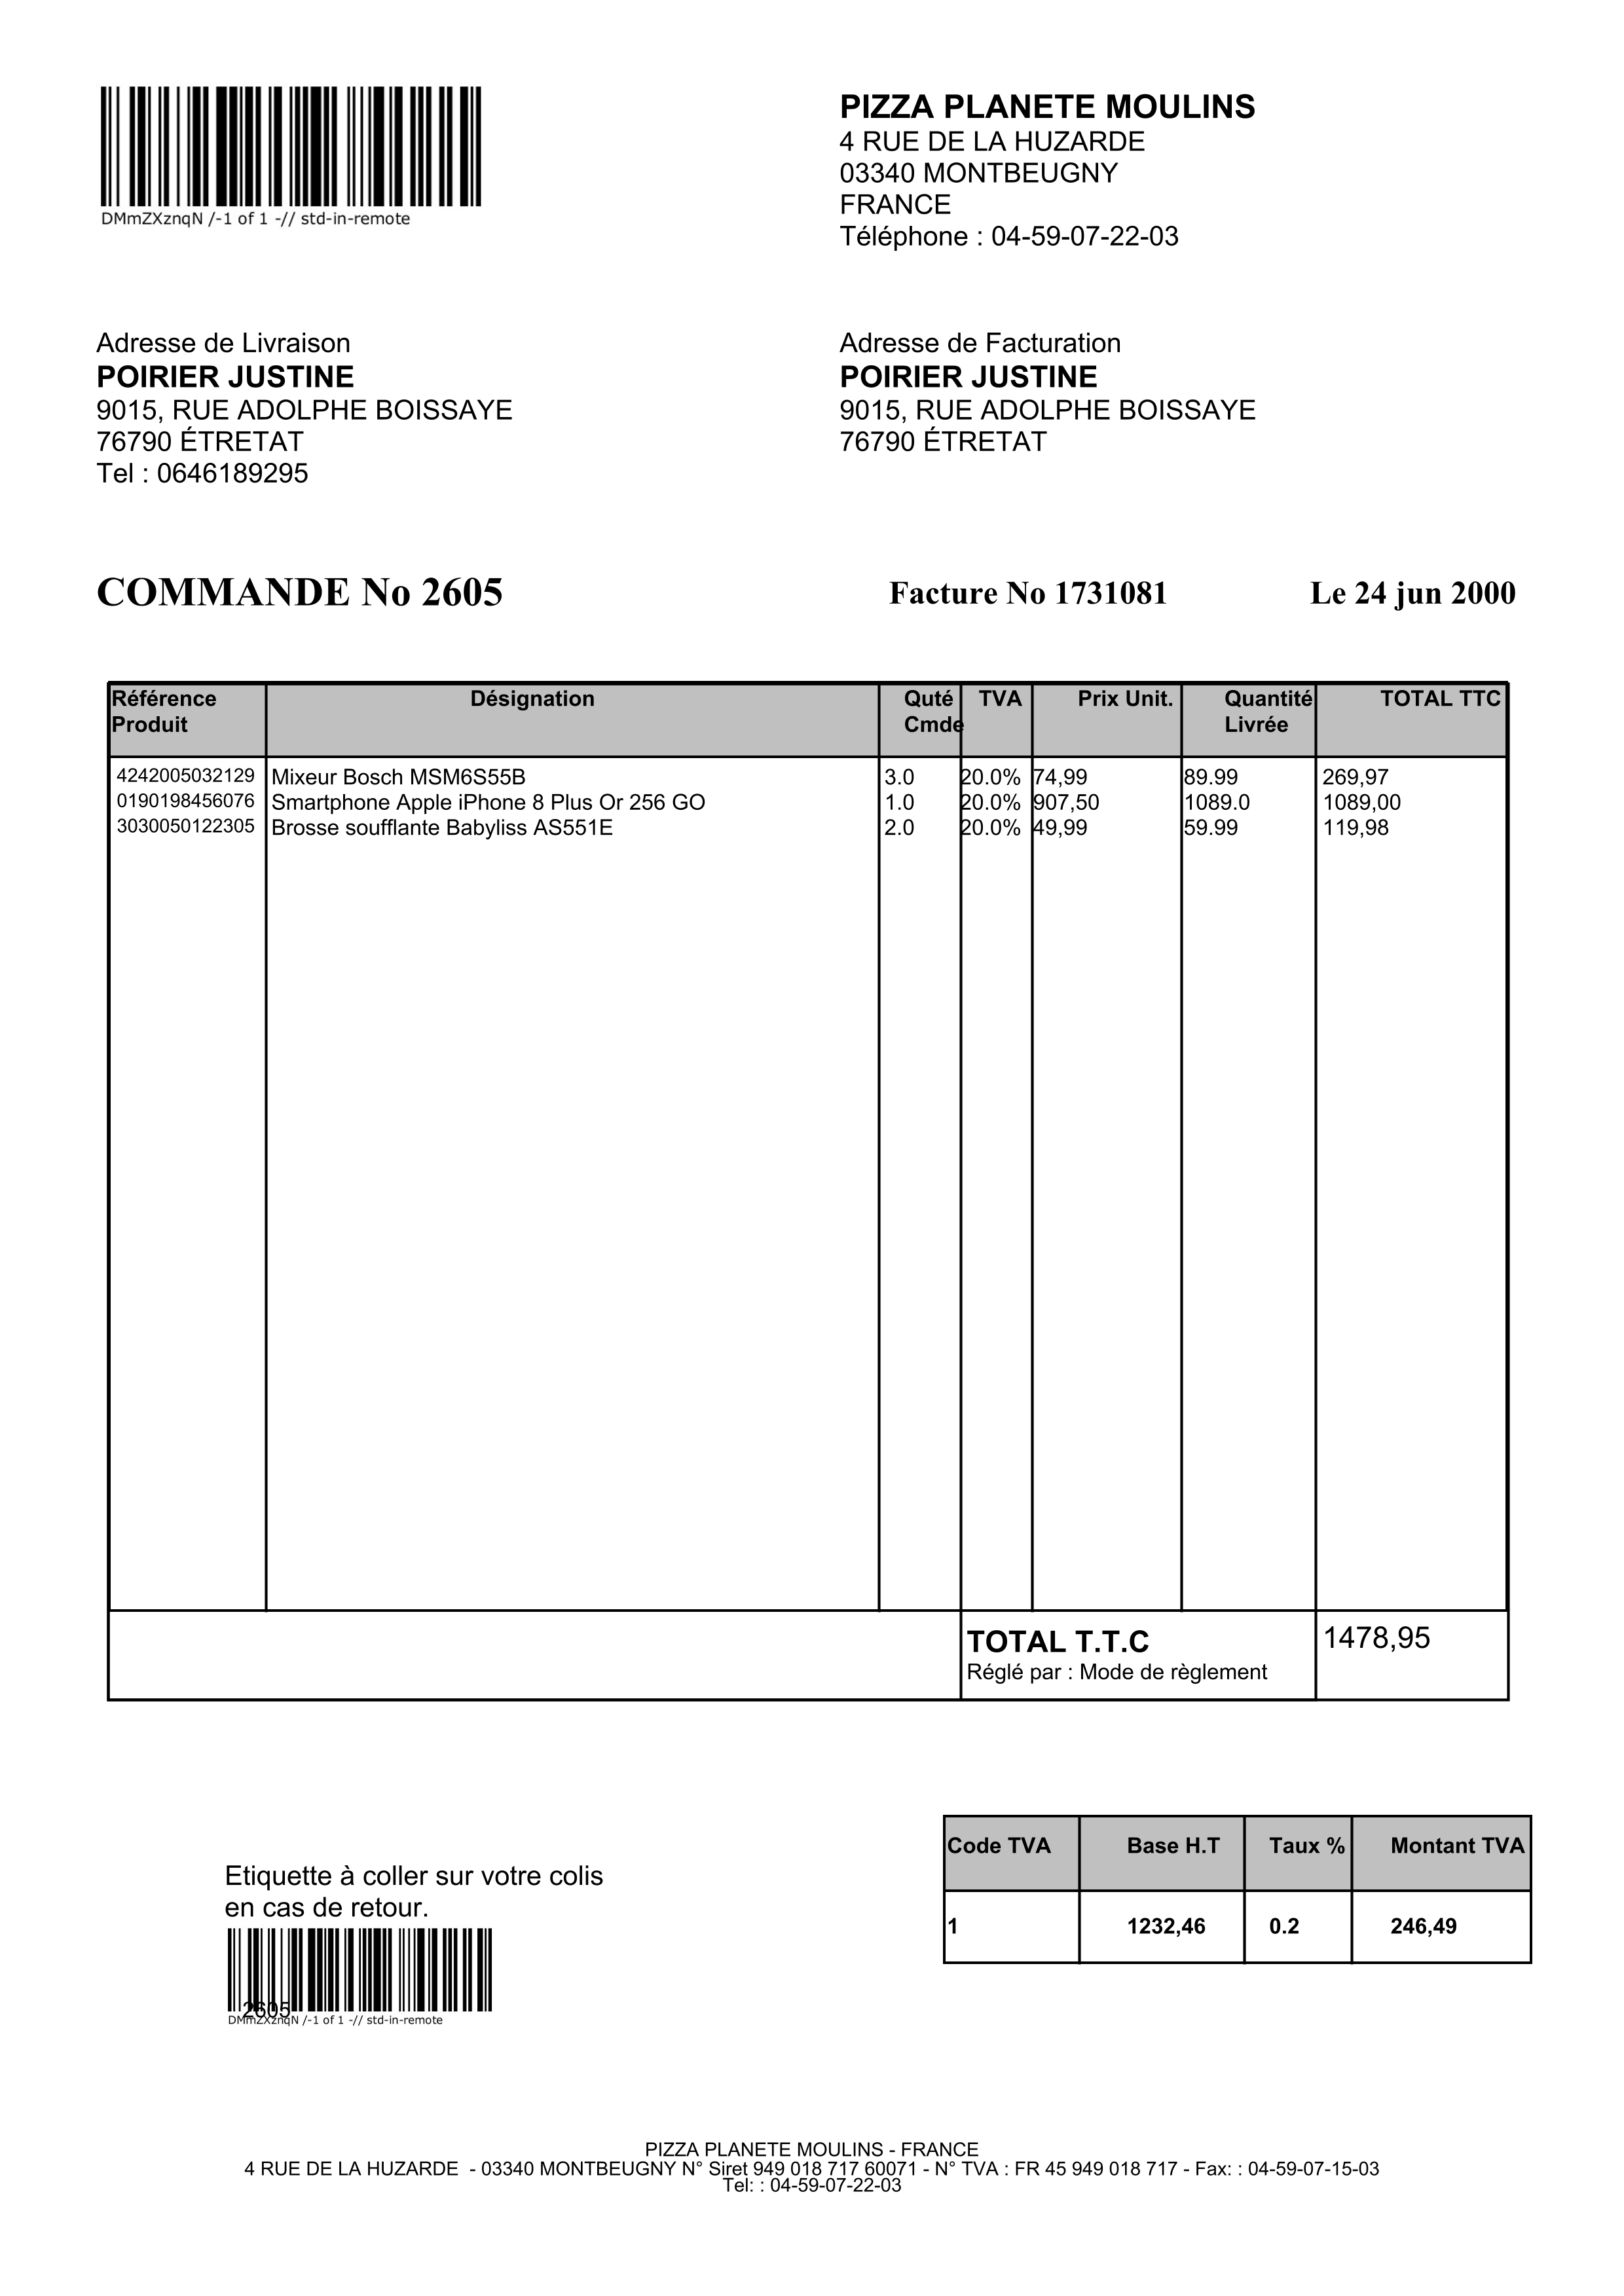 DMmZXznqN /-1 of 1 -// std-in-remote
PIZZA PLANETE MOULINS
4 RUE DE LA HUZARDE
03340 MONTBEUGNY
FRANCE
Téléphone : 04-59-07-22-03
Adresse de Livraison
POIRIER JUSTINE
9015, RUE ADOLPHE BOISSAYE
76790 ÉTRETAT
Tel : 0646189295
Adresse de Facturation
POIRIER JUSTINE
9015, RUE ADOLPHE BOISSAYE
76790 ÉTRETAT
COMMANDE No 2605 Facture No 1731081 Le 24 jun 2000
Référence Produit Désignation Quté Cmde TVA Prix Unit. Quantité Livrée TOTAL TTC
4242005032129 Mixeur Bosch MSM6S55B 3.0 20.0% 74,99 89.99 269,97
0190198456076 Smartphone Apple iPhone 8 Plus Or 256 GO 1.0 20.0% 907,50 1089.0 1089,00
3030050122305 Brosse soufflante Babyliss AS551E 2.0 20.0% 49,99 59.99 119,98
TOTAL T.T.C 1478,95
Réglé par : Mode de règlement
Code TVA Base H.T Taux % Montant TVA
1 1232,46 0.2 246,49
Etiquette à coller sur votre colis
en cas de retour.
2605
DMmZXznqN /-1 of 1 -// std-in-remote
PIZZA PLANETE MOULINS - FRANCE
4 RUE DE LA HUZARDE - 03340 MONTBEUGNY N° Siret 949 018 717 60071 - N° TVA : FR 45 949 018 717 - Fax: : 04-59-07-15-03
Tel: : 04-59-07-22-03